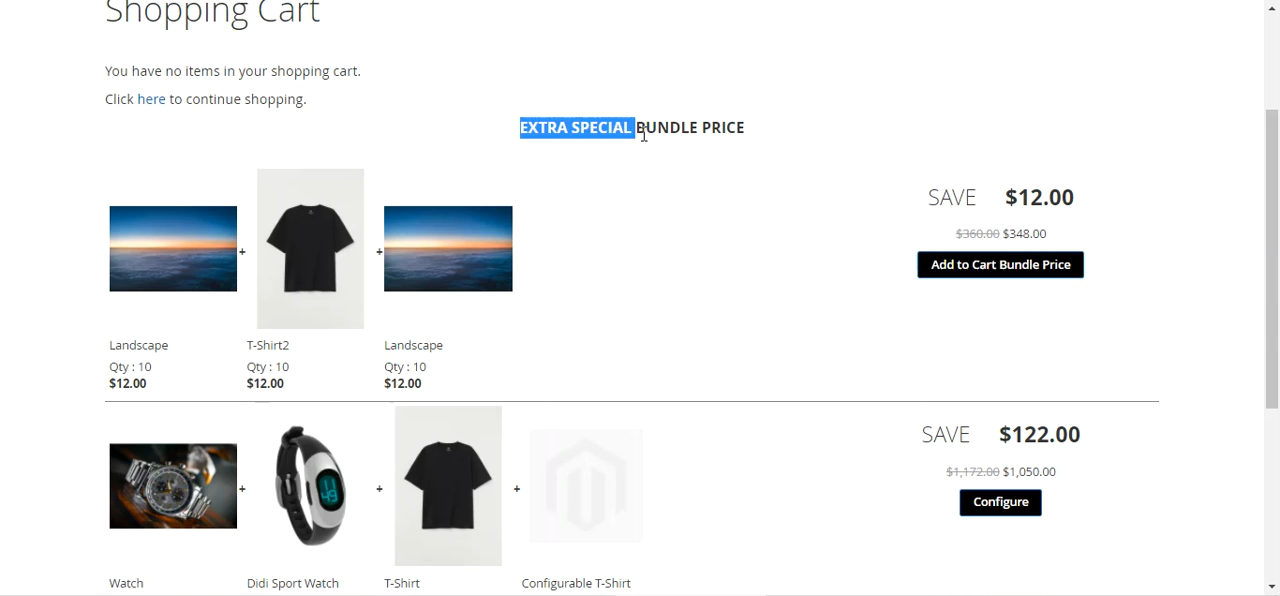 Shopping Cart
You have no items in your shopping cart.
Click here to continue shopping.
EXTRA SPECIAL BUNDLE PRICE
SAVE $12.00
$360.00 $348.00
Add to Cart Bundle Price
+ +
Landscape T-Shirt2 Landscape
Qty : 10 Qty : 10 Qty : 10
$12.00 $12.00 $12.00
SAVE $122.00
$1,172.00 $1,050.00
Configure
+ + +
Watch Didi Sport Watch T-Shirt Configurable T-Shirt